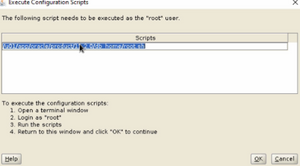 Execute Configuration Scripts
The following script needs to be executed as the "root" user.
Scripts
/u01/app/oracle/product/
home/root.sh
To execute the configuration scripts:
1. Open a terminal window
2. Login as "root"
3. Run the scripts
4. Return to this window and click "OK" to continue
Help
OK
Cancel